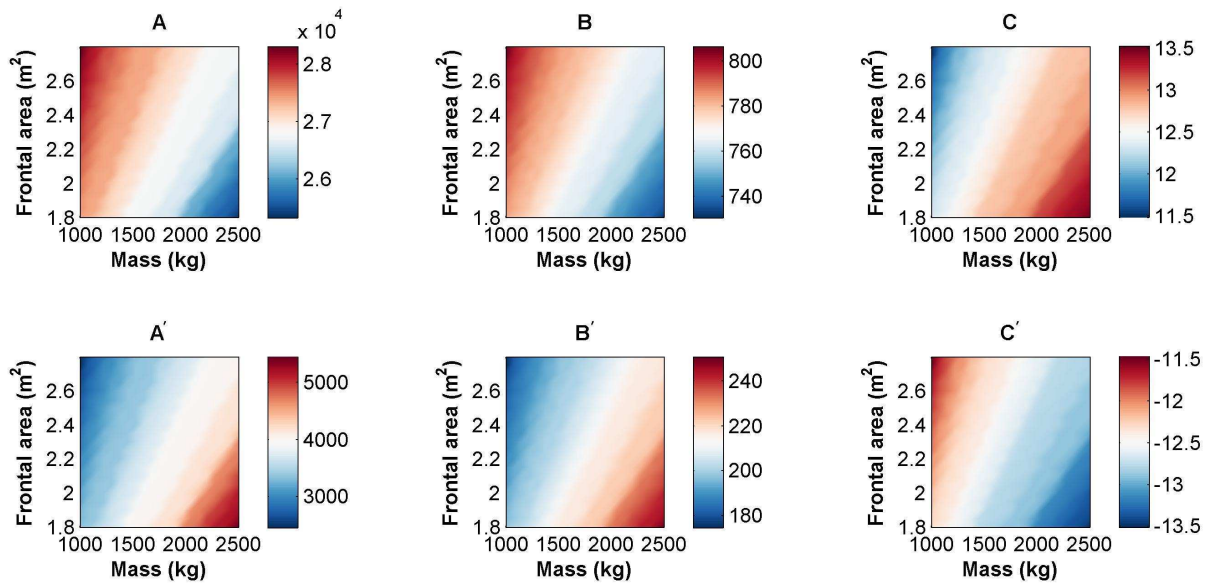 A
x 10^4
Frontal area (m²)
2.6
2.4
2.2
2
1.8
1000 1500 2000 2500
Mass (kg)
2.8
2.7
2.6
B
Frontal area (m²)
2.6
2.4
2.2
2
1.8
1000 1500 2000 2500
Mass (kg)
800
780
760
740
C
Frontal area (m²)
2.6
2.4
2.2
2
1.8
1000 1500 2000 2500
Mass (kg)
13.5
13
12.5
12
11.5
A′
Frontal area (m²)
2.6
2.4
2.2
2
1.8
1000 1500 2000 2500
Mass (kg)
5000
4000
3000
B′
Frontal area (m²)
2.6
2.4
2.2
2
1.8
1000 1500 2000 2500
Mass (kg)
240
220
200
180
C′
Frontal area (m²)
2.6
2.4
2.2
2
1.8
1000 1500 2000 2500
Mass (kg)
-11.5
-12
-12.5
-13
-13.5